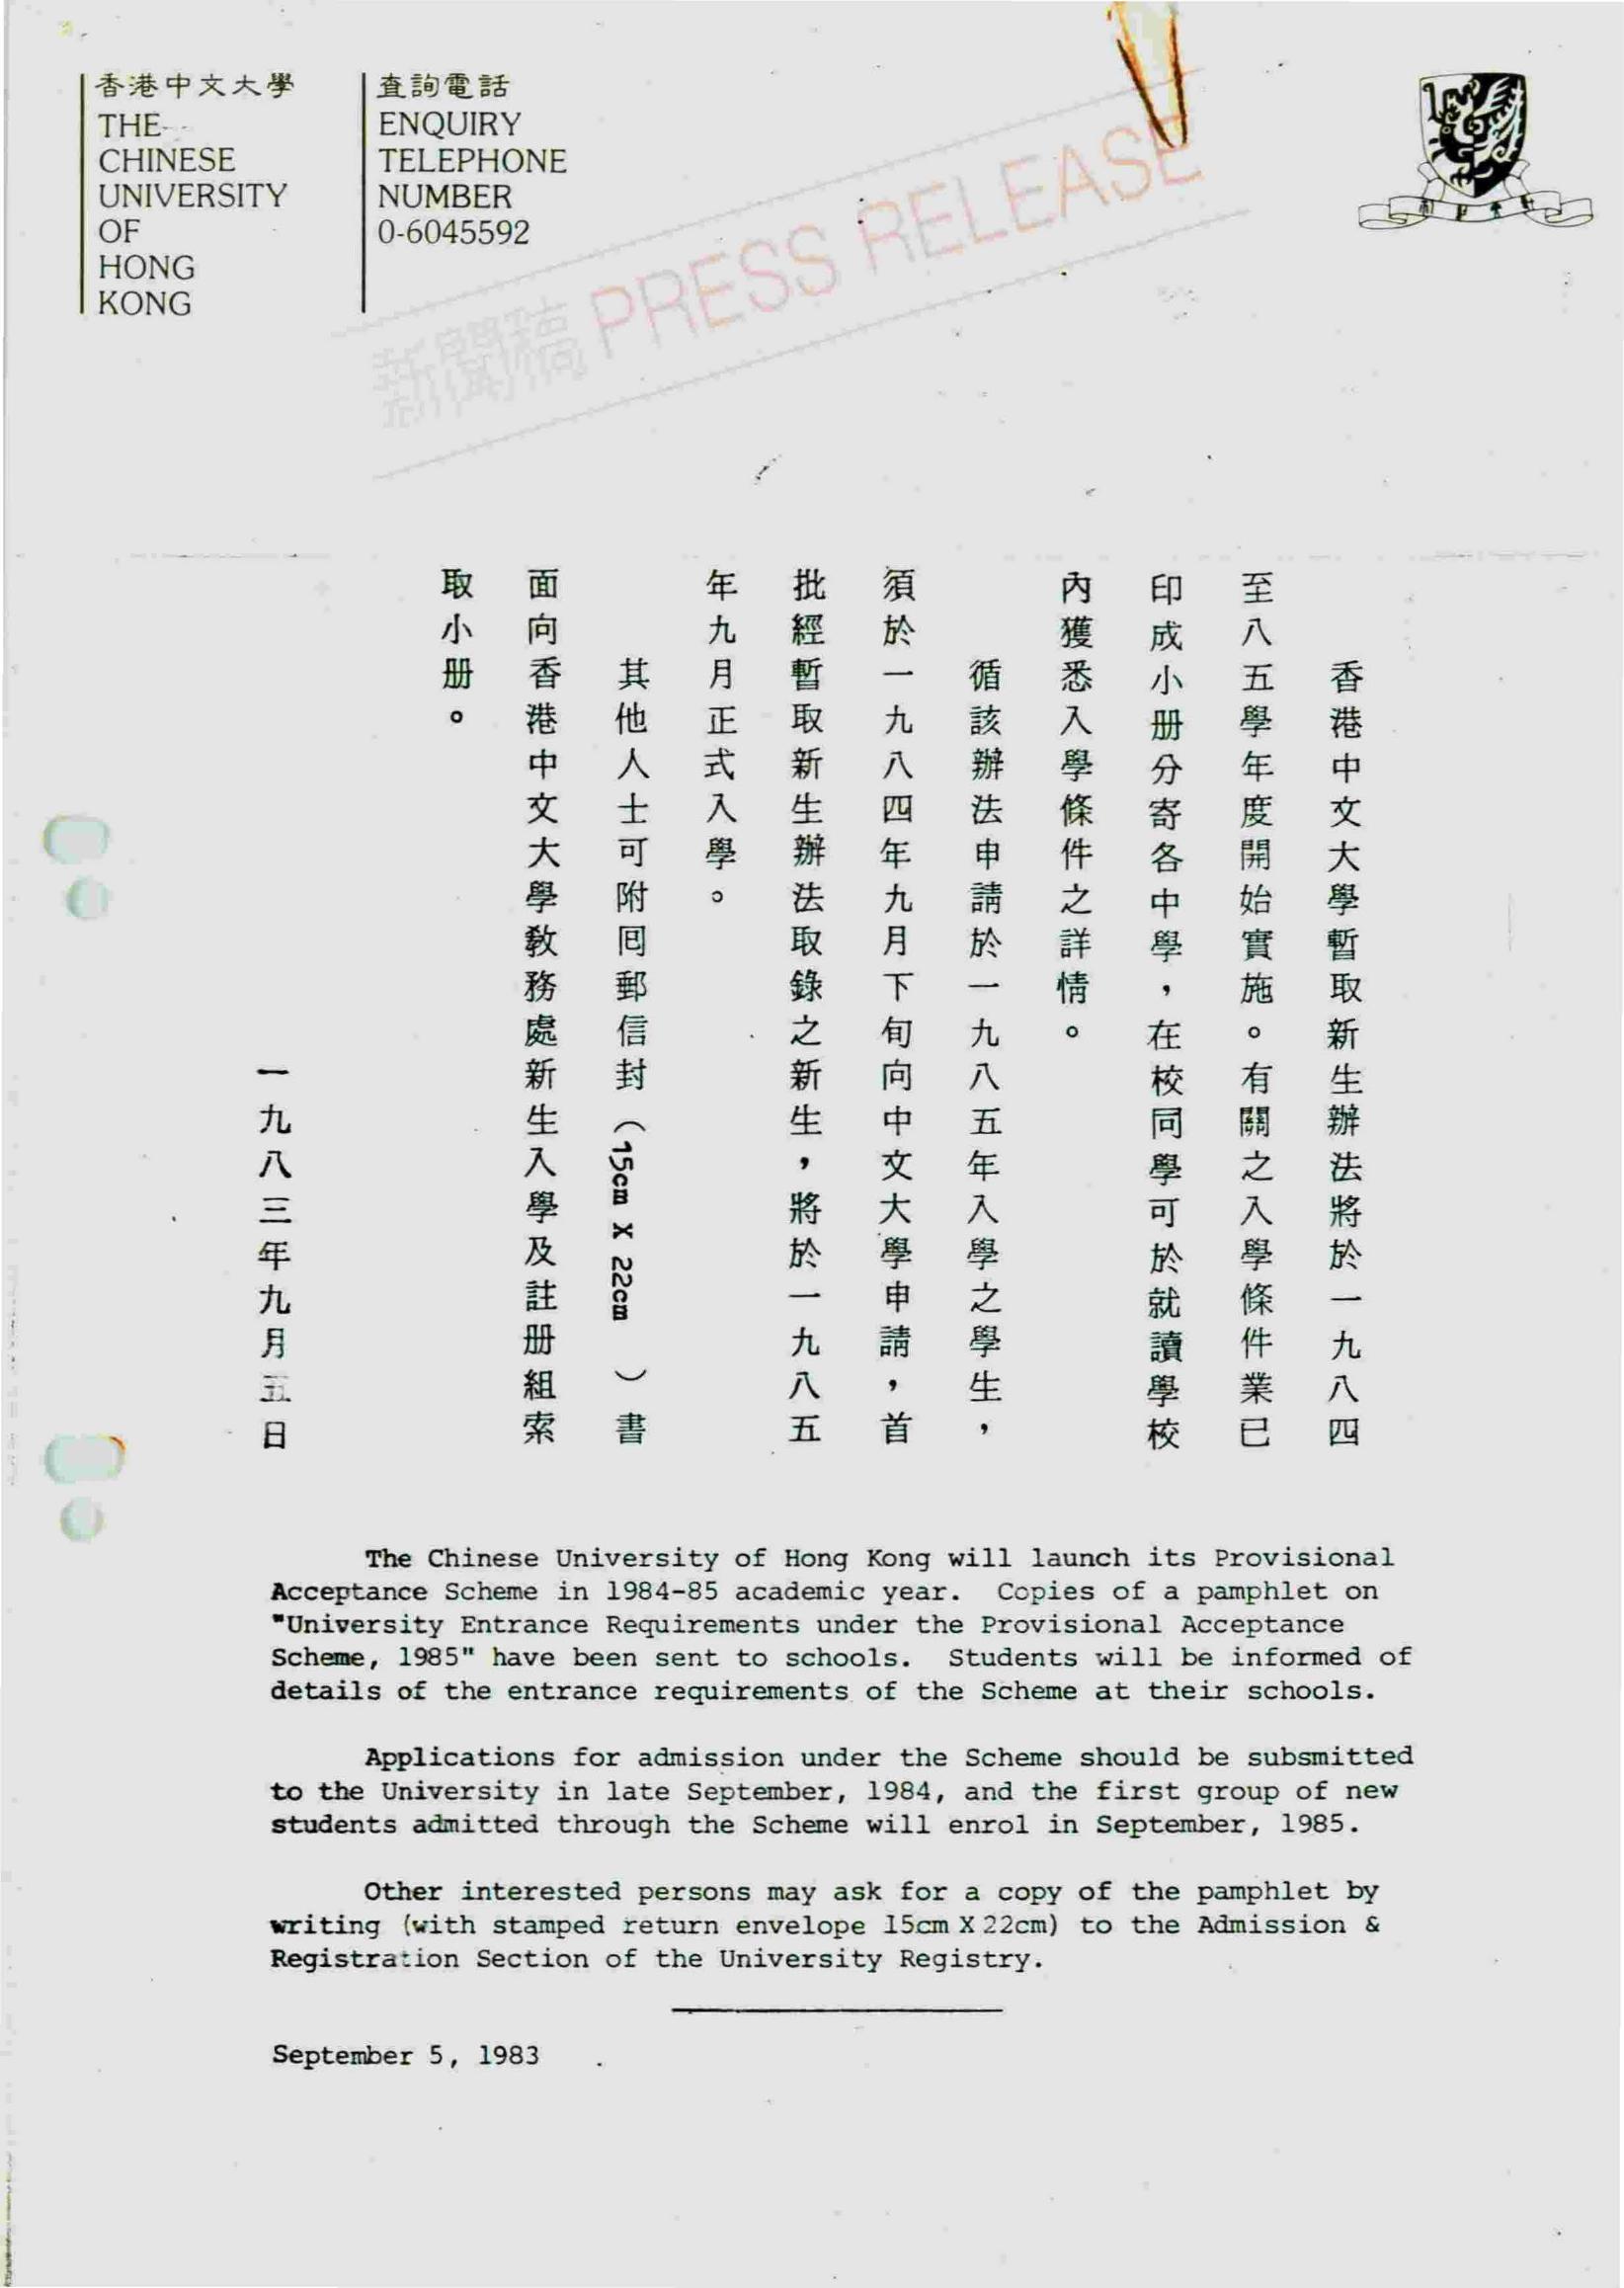 香港中文大學
THE
CHINESE
UNIVERSITY
OF
HONG
KONG
查詢電話
ENQUIRY
TELEPHONE
NUMBER
0-6045592
新聞稿 PRESS RELEASE
香港中文大學暫取新生辦法將於一九八四
至八五學年度開始實施。有關之入學條件業已
印成小册分寄各中學，在校同學可於就讀學校
內獲悉入學條件之詳情。
循該辦法申請於一九八五年入學之學生，
須於一九八四年九月下旬向中文大學申請，首
批經暫取新生辦法取錄之新生，將於一九八五
年九月正式入學。
其他人士可附囘郵信封（15cm X 22cm）書
面向香港中文大學教務處新生入學及註册組索
取小册。
一九八三年九月五日
The Chinese University of Hong Kong will launch its Provisional
Acceptance Scheme in 1984-85 academic year. Copies of a pamphlet on
"University Entrance Requirements under the Provisional Acceptance
Scheme, 1985" have been sent to schools. Students will be informed of
details of the entrance requirements of the Scheme at their schools.
Applications for admission under the Scheme should be subsmitted
to the University in late September, 1984, and the first group of new
students admitted through the Scheme will enrol in September, 1985.
Other interested persons may ask for a copy of the pamphlet by
writing (with stamped return envelope 15cm X 22cm) to the Admission &
Registration Section of the University Registry.
September 5, 1983